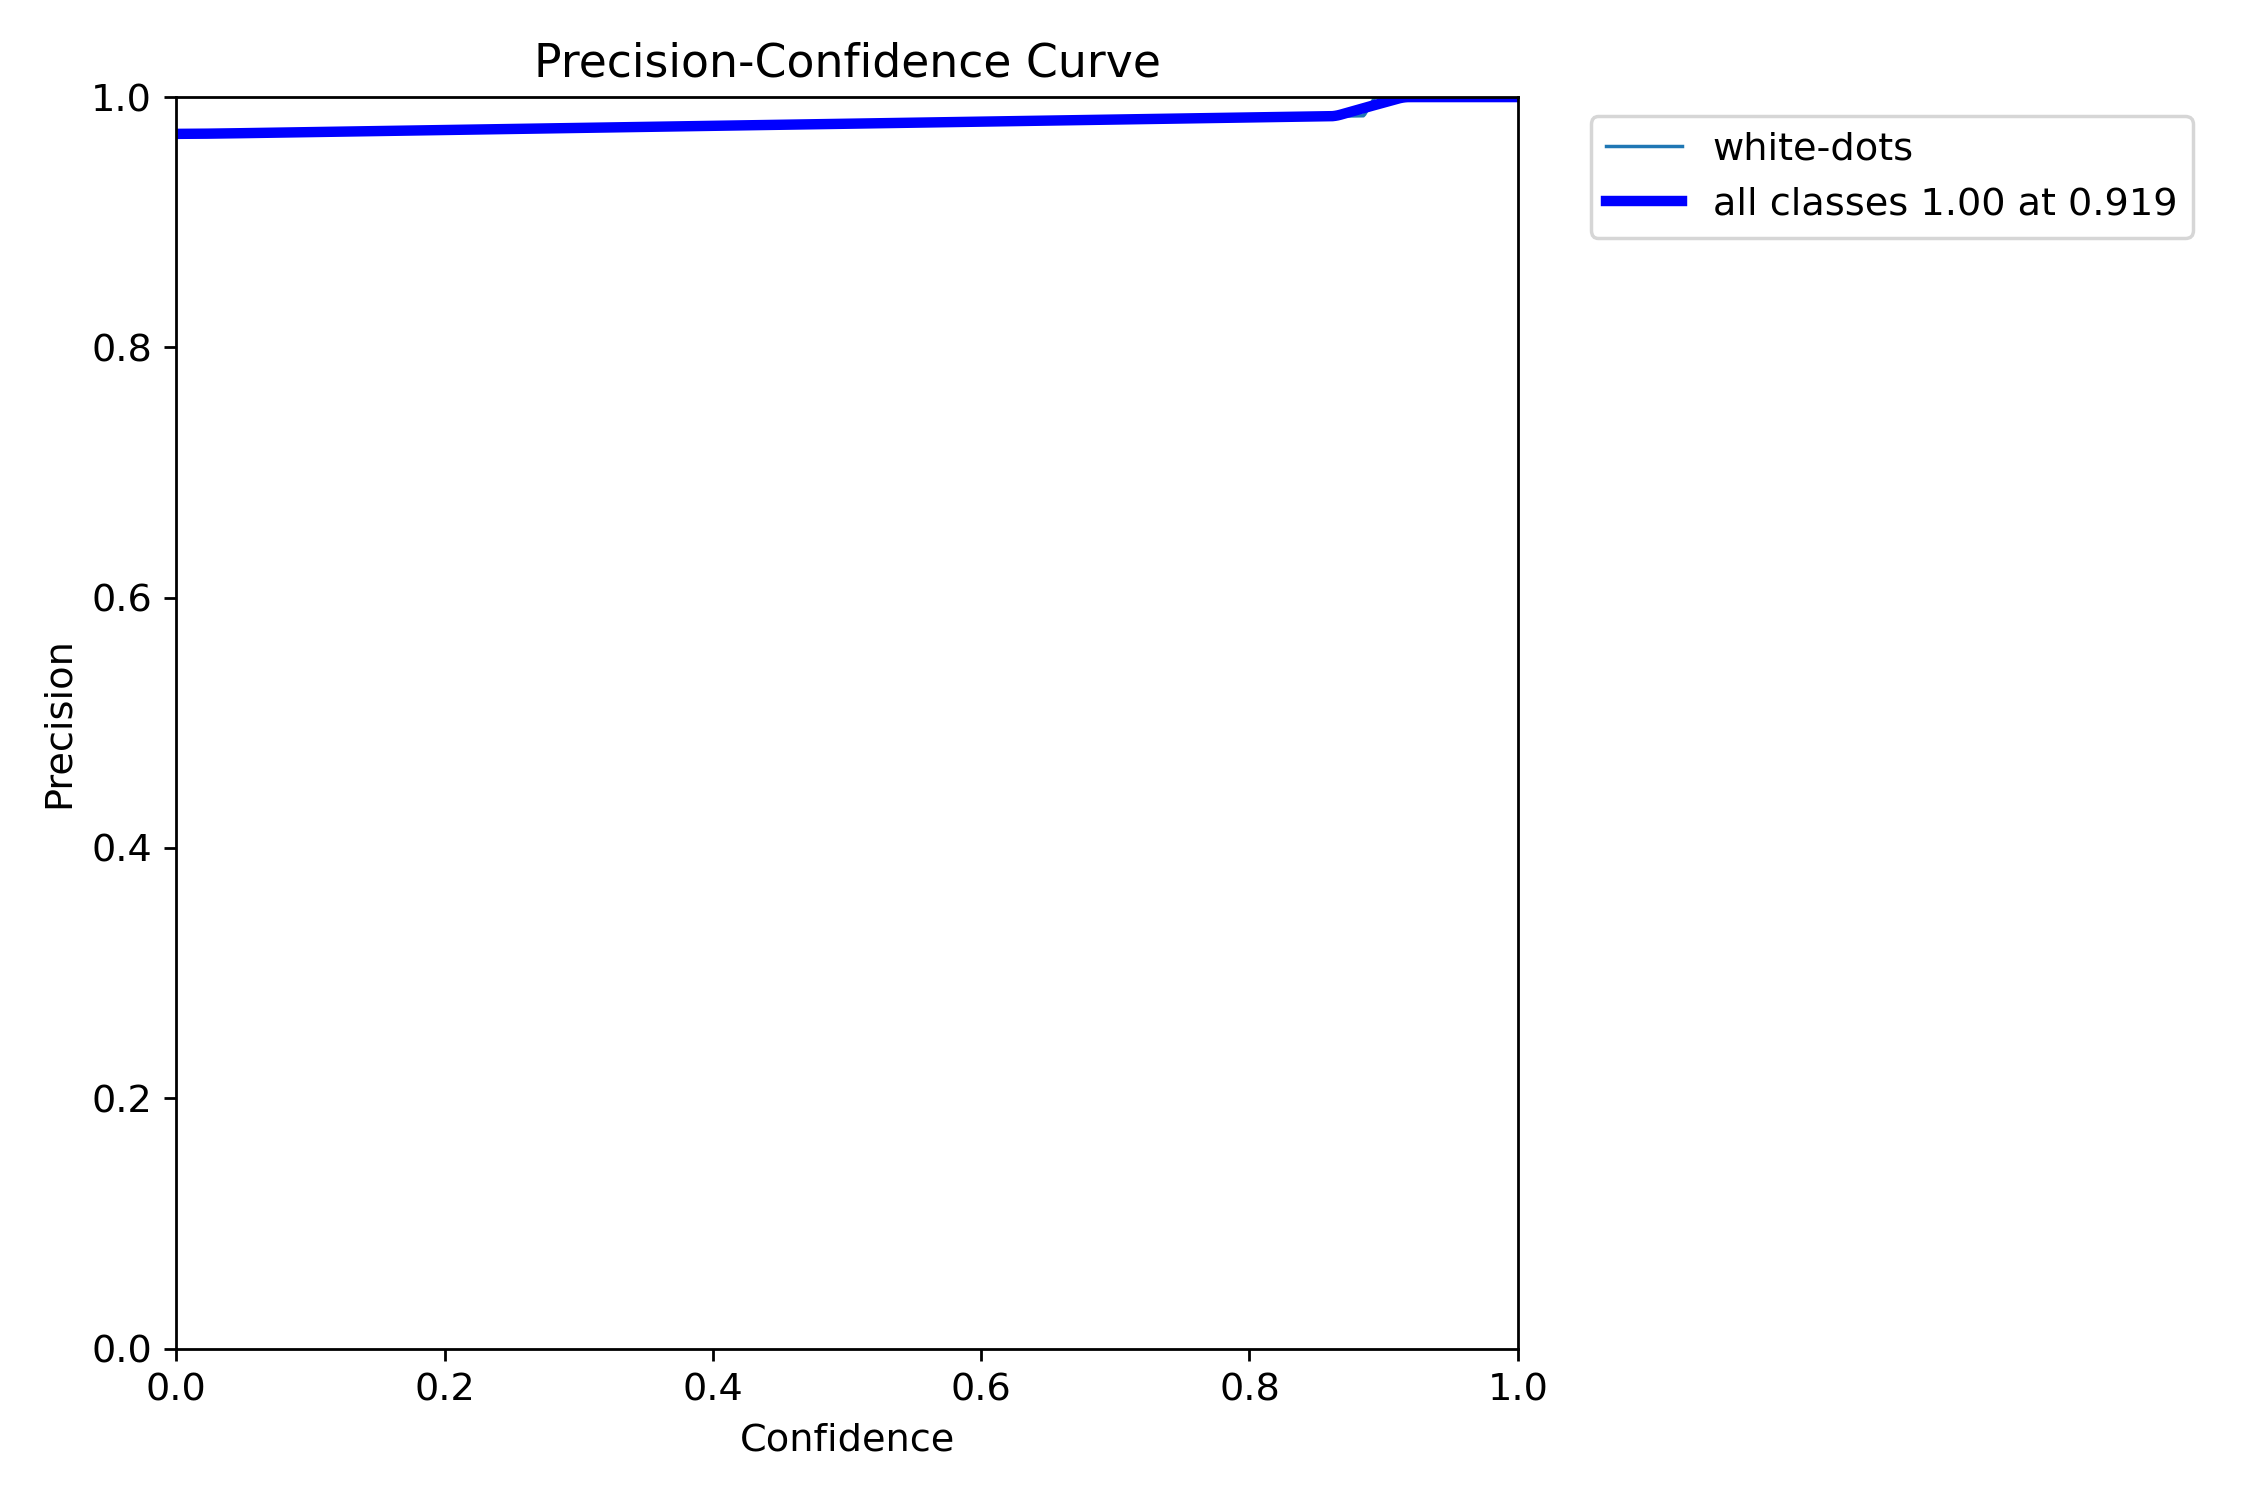 Precision-Confidence Curve
1.0
0.8
0.6
0.4
0.2
0.0
Precision
0.0 0.2 0.4 0.6 0.8 1.0
Confidence
white-dots
all classes 1.00 at 0.919